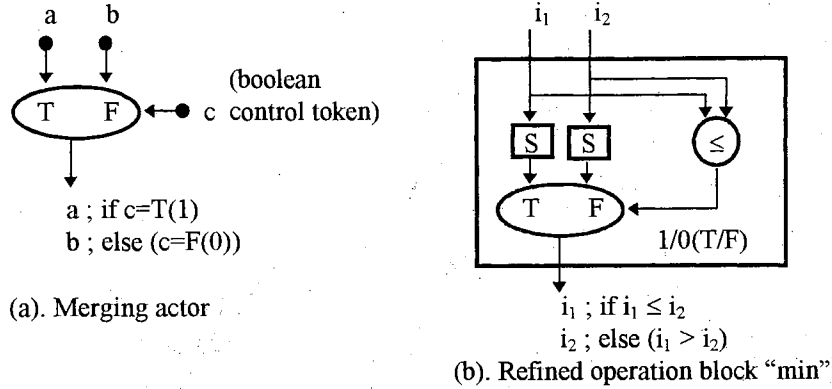 a b
T F
c
(boolean
control token)
a ; if c=T(1)
b ; else (c=F(0))
(a). Merging actor
i₁ i₂
S S ≤
T F
1/0(T/F)
i₁ ; if i₁ ≤ i₂
i₂ ; else (i₁ > i₂)
(b). Refined operation block “min”